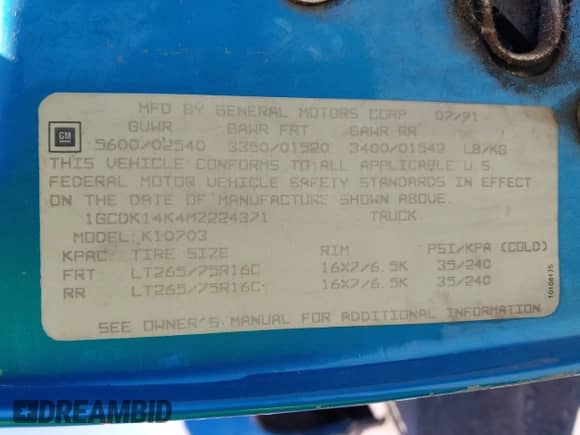 MFD BY GENERAL MOTORS CORP 07/91
GVWR GAWR FRT GAWR RR
GM 5600/02540 3350/01520 3400/01542 LB/KG
THIS VEHICLE CONFORMS TO ALL APPLICABLE U S
FEDERAL MOTOR VEHICLE SAFETY STANDARDS IN EFFECT
ON THE DATE OF MANUFACTURE SHOWN ABOVE.
1GCDK14K4MZ224371 TRUCK
MODEL: K10703
KPAC TIRE SIZE RIM PSI/KPA (COLD)
FRT LT265/75R16C 16X7/6.5K 35/240
RR LT265/75R16C 16X7/6.5K 35/240
SEE OWNER'S MANUAL FOR ADDITIONAL INFORMATION
10108175
DREAMBID